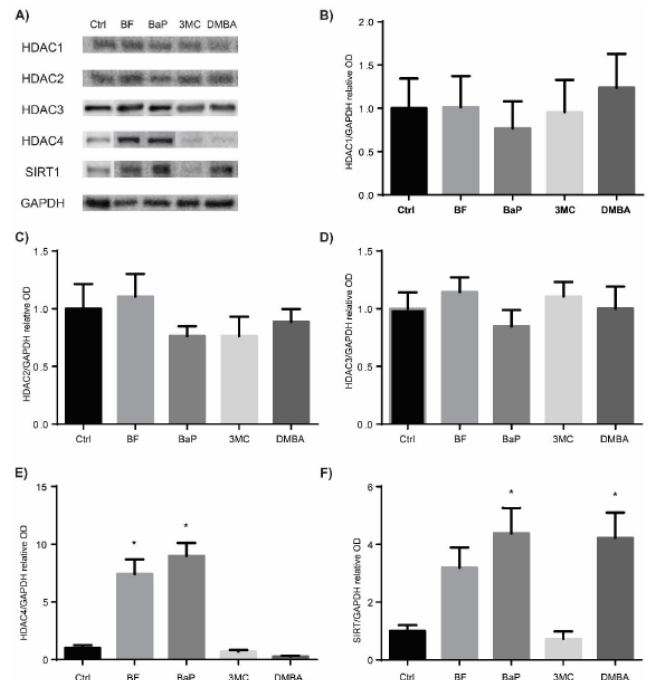 A)
Ctrl BF BaP 3MC DMBA
HDAC1
HDAC2
HDAC3
HDAC4
SIRT1
GAPDH
B)
HDAC1/GAPDH relative OD
2.0
1.5
1.0
0.5
0.0
Ctrl BF BaP 3MC DMBA
C)
HDAC2/GAPDH relative OD
1.5
1.0
0.5
0.0
Ctrl BF BaP 3MC DMBA
D)
HDAC3/GAPDH relative OD
1.5
1.0
0.5
0.0
Ctrl BF BaP 3MC DMBA
E)
HDAC4/GAPDH relative OD
15
10
5
0
* *
Ctrl BF BaP 3MC DMBA
F)
SIRT/GAPDH relative OD
6
4
2
0
* *
Ctrl BF BaP 3MC DMBA